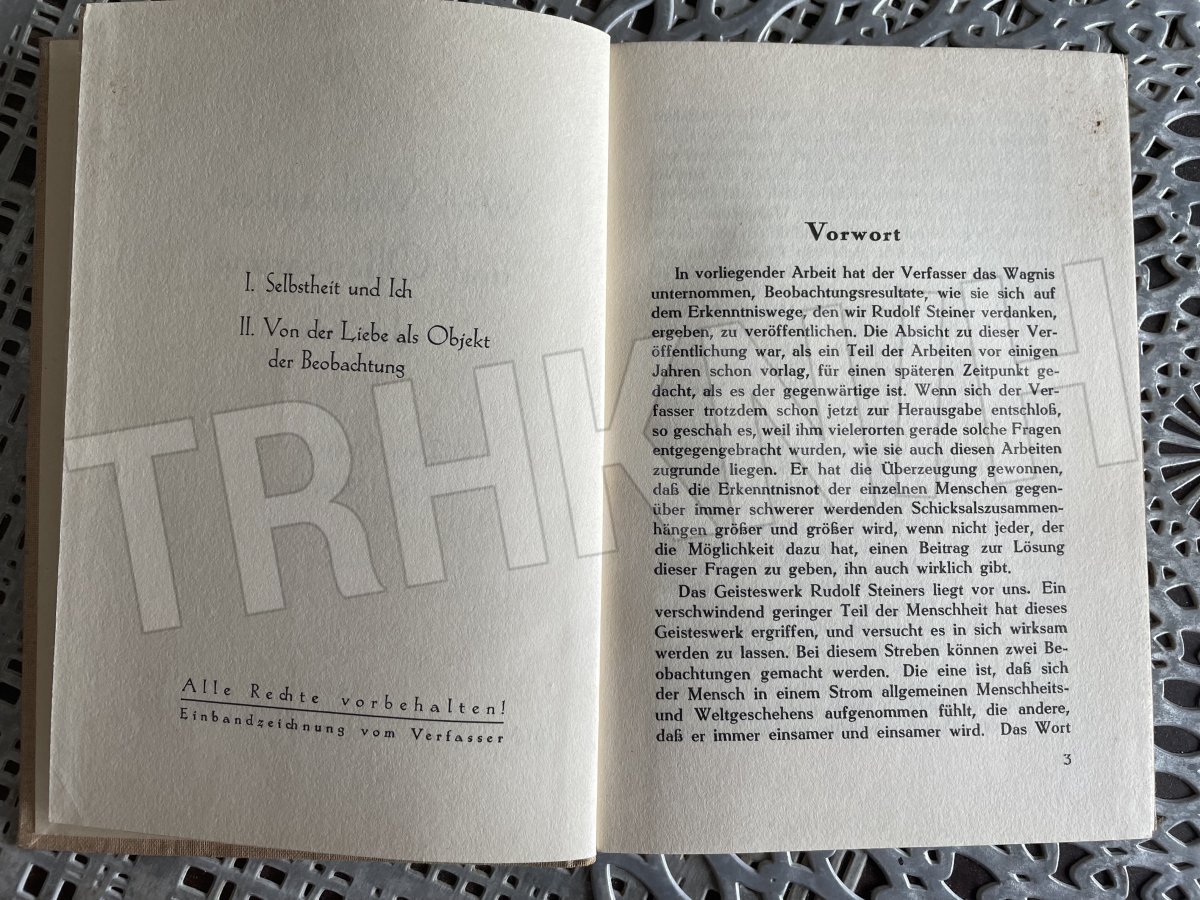 I. Selbstheit und Ich
II. Von der Liebe als Objekt
der Beobachtung
Alle Rechte vorbehalten!
Einbandzeichnung vom Verfasser
Vorwort
In vorliegender Arbeit hat der Verfasser das Wagnis
unternommen, Beobachtungsresultate, wie sie sich auf
dem Erkenntniswege, den wir Rudolf Steiner verdanken,
ergeben, zu veröffentlichen. Die Absicht zu dieser Ver-
öffentlichung war, als ein Teil der Arbeiten vor einigen
Jahren schon vorlag, für einen späteren Zeitpunkt ge-
dacht, als es der gegenwärtige ist. Wenn sich der Ver-
fasser trotzdem schon jetzt zur Herausgabe entschloß,
so geschah es, weil ihm vielerorten gerade solche Fragen
entgegengebracht wurden, wie sie auch diesen Arbeiten
zugrunde liegen. Er hat die Überzeugung gewonnen,
daß die Erkenntnisnot der einzelnen Menschen gegen-
über immer schwerer werdenden Schicksalszusammen-
hängen größer und größer wird, wenn nicht jeder, der
die Möglichkeit dazu hat, einen Beitrag zur Lösung
dieser Fragen zu geben, ihn auch wirklich gibt.
Das Geisteswerk Rudolf Steiners liegt vor uns. Ein
verschwindend geringer Teil der Menschheit hat dieses
Geisteswerk ergriffen, und versucht es in sich wirksam
werden zu lassen. Bei diesem Streben können zwei Be-
obachtungen gemacht werden. Die eine ist, daß sich
der Mensch in einem Strom allgemeinen Menschheits-
und Weltgeschehens aufgenommen fühlt, die andere,
daß er immer einsamer und einsamer wird. Das Wort
3